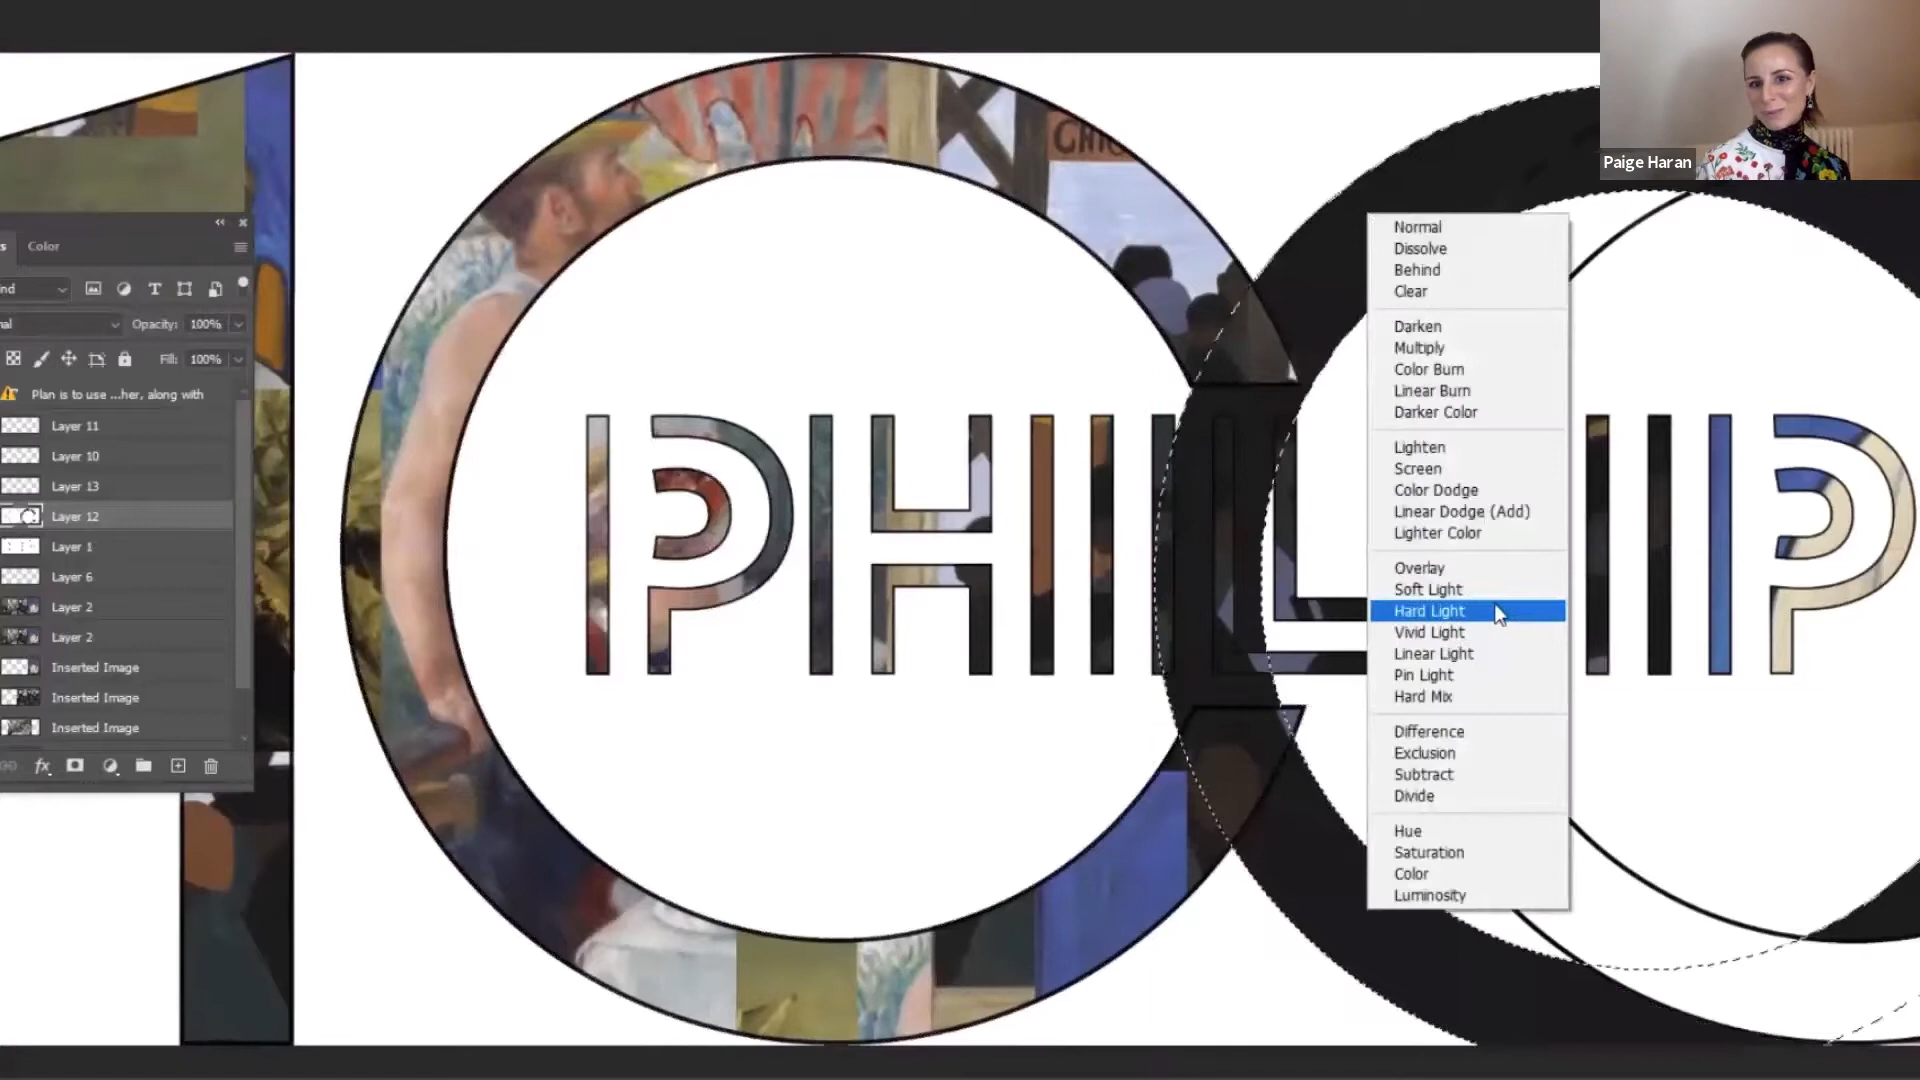 Paige Haran
Color
Opacity: 100%
Fill: 100%
Plan is to use ...her, along with
Layer 11
Layer 10
Layer 13
Layer 12
Layer 1
Layer 6
Layer 2
Layer 2
Inserted Image
Inserted Image
Inserted Image
fx
PHILLIP
Normal
Dissolve
Behind
Clear
Darken
Multiply
Color Burn
Linear Burn
Darker Color
Lighten
Screen
Color Dodge
Linear Dodge (Add)
Lighter Color
Overlay
Soft Light
Hard Light
Vivid Light
Linear Light
Pin Light
Hard Mix
Difference
Exclusion
Subtract
Divide
Hue
Saturation
Color
Luminosity